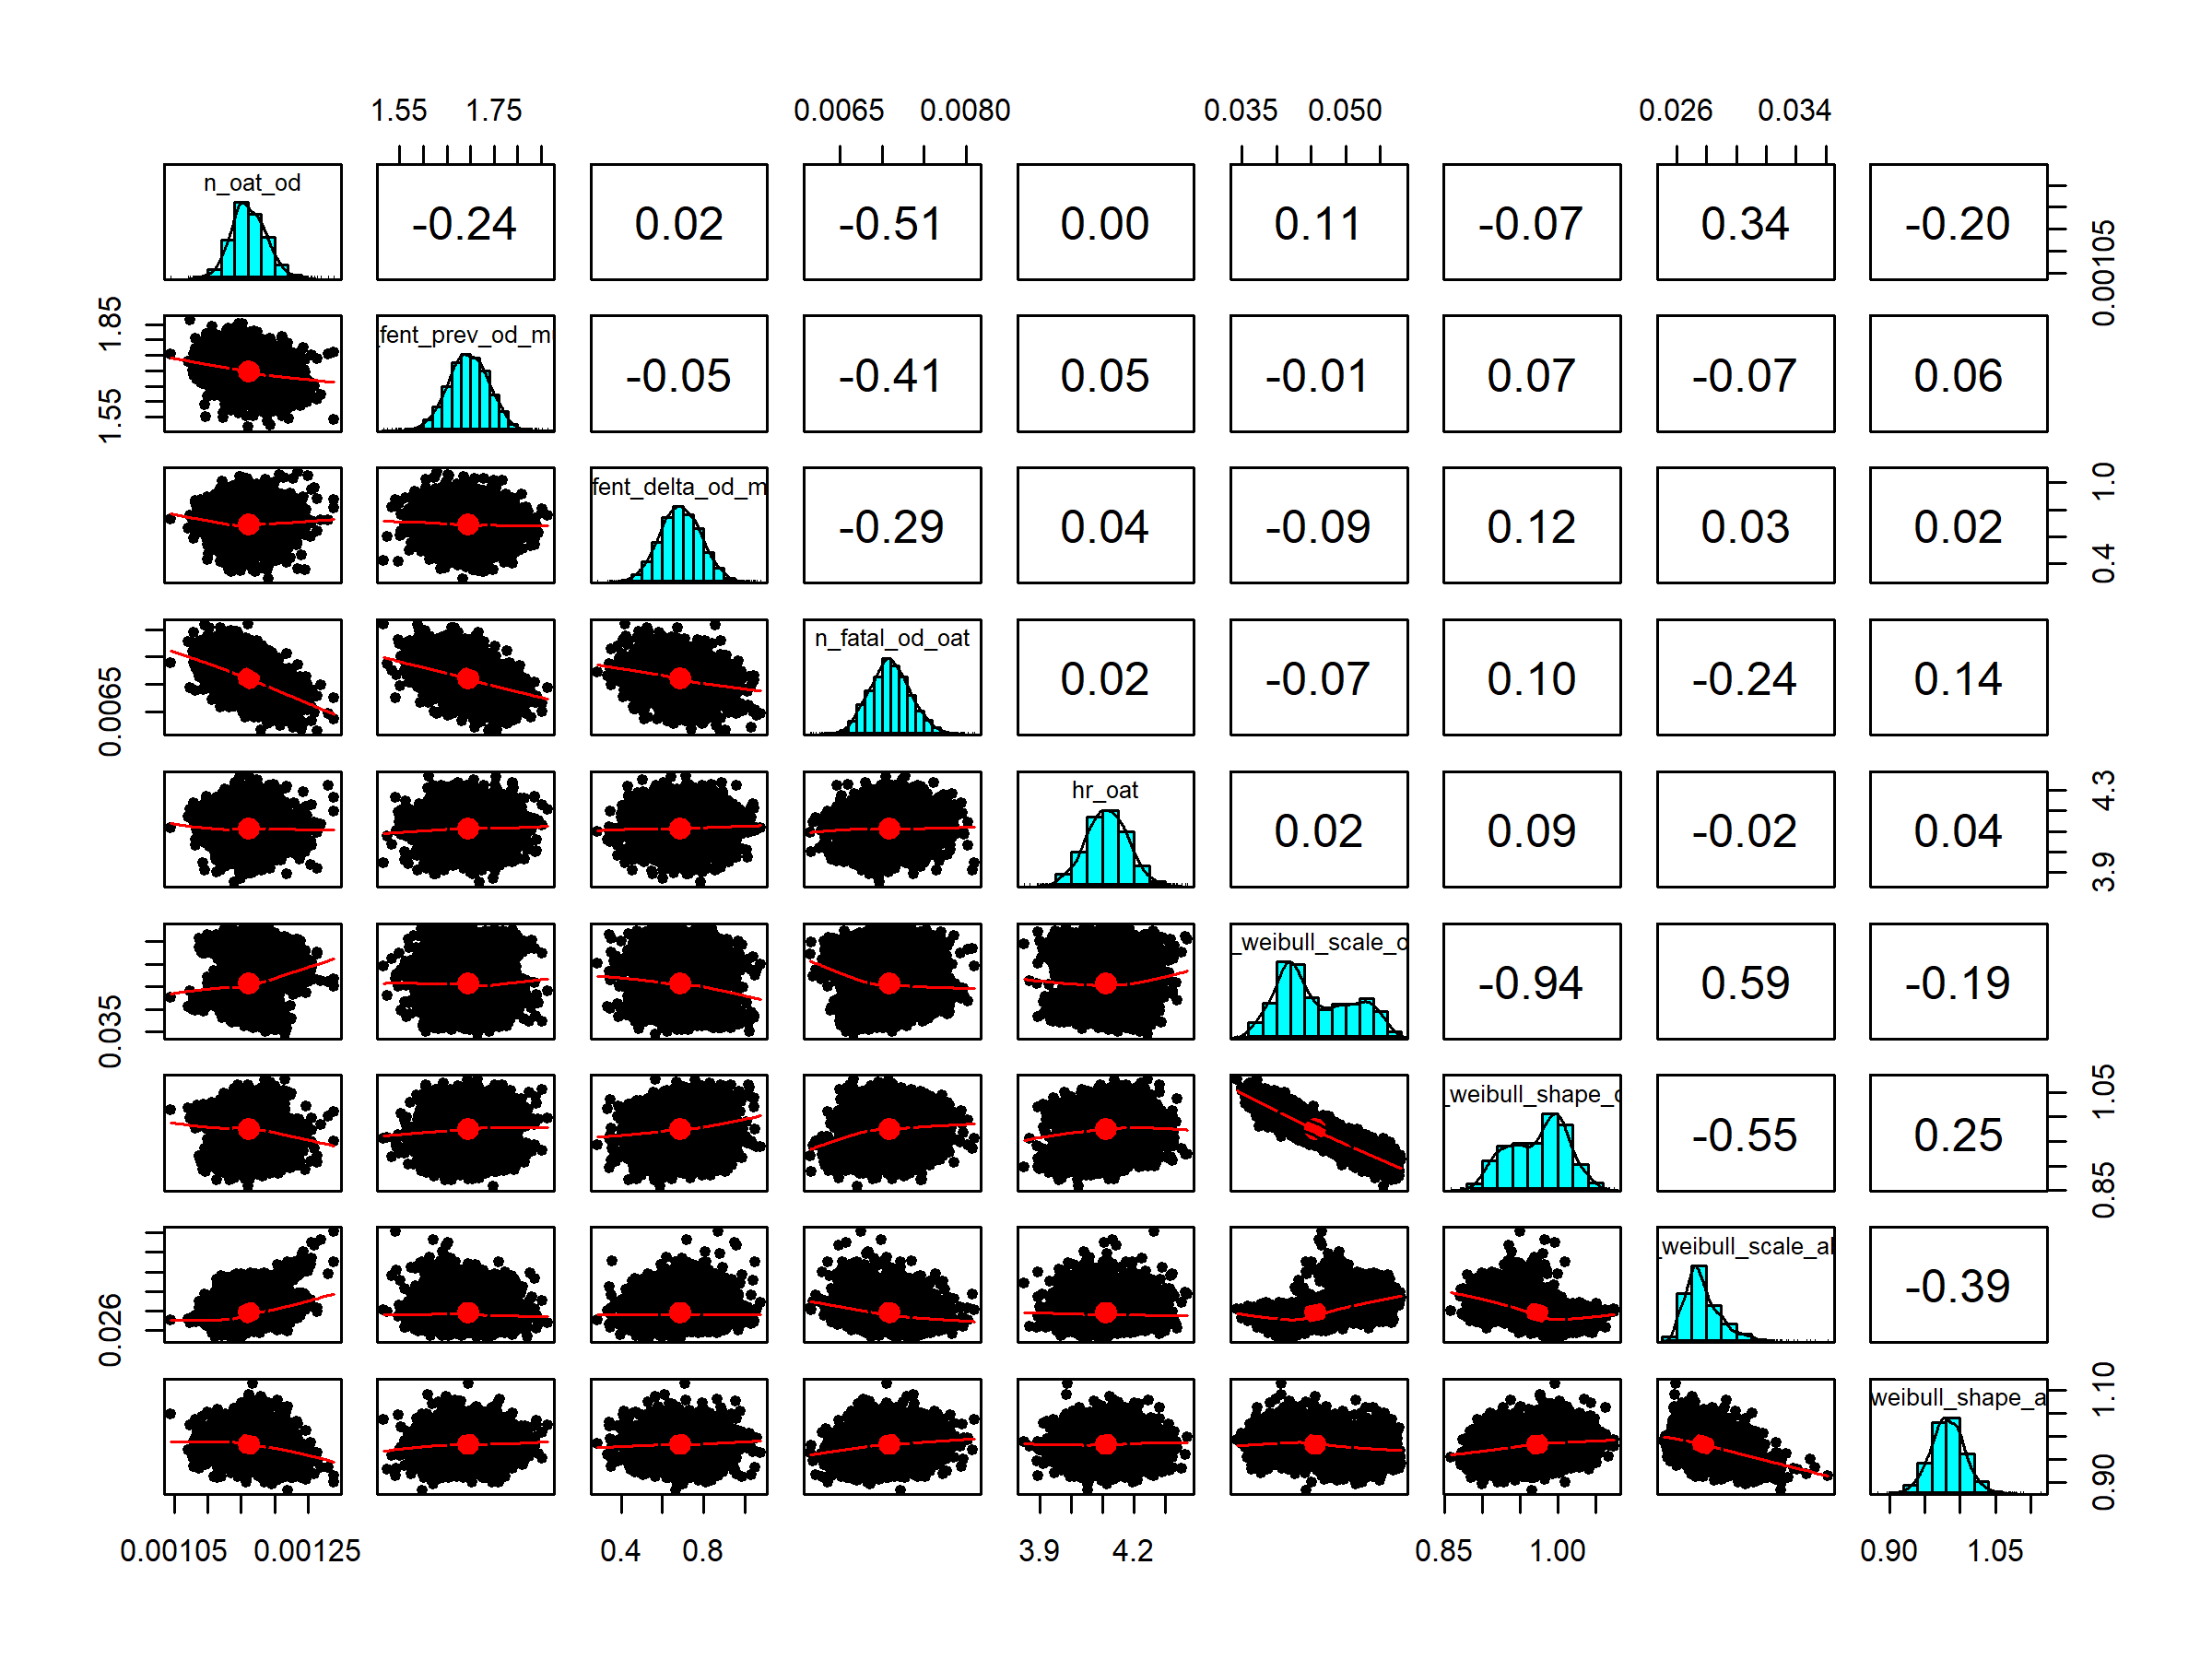 1.55 1.75 0.0065 0.0080 0.035 0.050 0.026 0.034
n_oat_od -0.24 0.02 -0.51 0.00 0.11 -0.07 0.34 -0.20 0.00105
1.55 1.85 fent_prev_od_m -0.05 -0.41 0.05 -0.01 0.07 -0.07 0.06
fent_delta_od_m -0.29 0.04 -0.09 0.12 0.03 0.02 0.4 1.0
0.0065 n_fatal_od_oat 0.02 -0.07 0.10 -0.24 0.14
hr_oat 0.02 0.09 -0.02 0.04 3.9 4.3
0.035 _weibull_scale_ -0.94 0.59 -0.19
_weibull_shape_ -0.55 0.25 0.85 1.05
0.026 _weibull_scale_a -0.39
weibull_shape_a 0.90 1.10
0.00105 0.00125 0.4 0.8 3.9 4.2 0.85 1.00 0.90 1.05